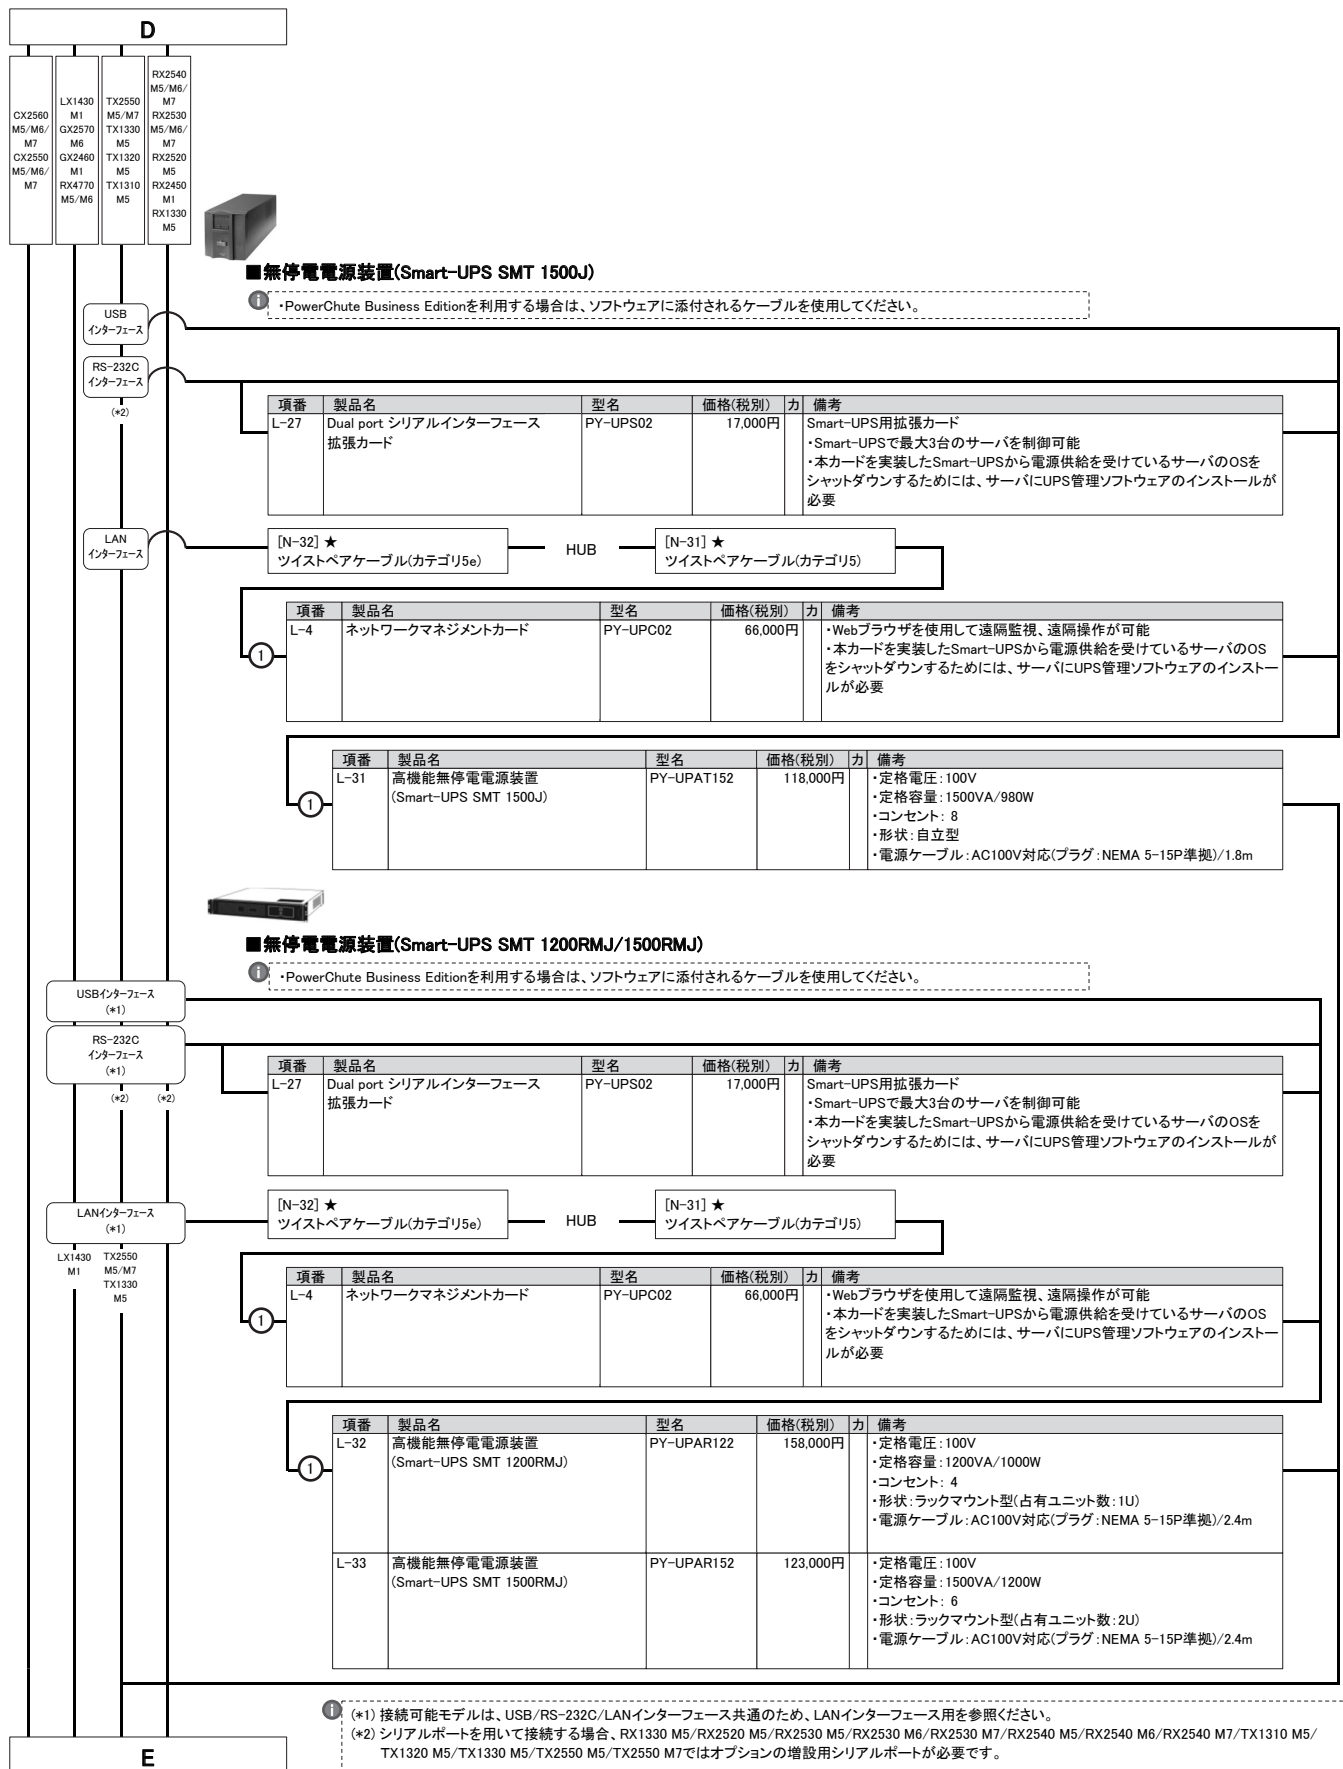 D
CX2560
M5/M6/
M7
CX2550
M5/M6/
M7
LX1430
M1
GX2570
M6
GX2460
M1
RX4770
M5/M6
TX2550
M5/M7
TX1330
M5
TX1320
M5
TX1310
M5
RX2540
M5/M6/
M7
RX2530
M5/M6/
M7
RX2520
M5
RX2450
M1
RX1330
M5
■無停電電源装置(Smart-UPS SMT 1500J)
・PowerChute Business Editionを利用する場合は、ソフトウェアに添付されるケーブルを使用してください。
USB
インターフェース
RS-232C
インターフェース
(*2)
項番 製品名 型名 価格(税別) カ 備考
L-27 Dual port シリアルインターフェース PY-UPS02 17,000円 Smart-UPS用拡張カード
拡張カード ・Smart-UPSで最大3台のサーバを制御可能
・本カードを実装したSmart-UPSから電源供給を受けているサーバのOSを
シャットダウンするためには、サーバにUPS管理ソフトウェアのインストールが
必要
LAN
インターフェース
[N-32] ★
ツイストペアケーブル(カテゴリ5e)
HUB
[N-31] ★
ツイストペアケーブル(カテゴリ5)
項番 製品名 型名 価格(税別) カ 備考
1
L-4 ネットワークマネジメントカード PY-UPC02 66,000円 ・Webブラウザを使用して遠隔監視、遠隔操作が可能
・本カードを実装したSmart-UPSから電源供給を受けているサーバのOS
をシャットダウンするためには、サーバにUPS管理ソフトウェアのインストー
ルが必要
項番 製品名 型名 価格(税別) カ 備考
1
L-31 高機能無停電電源装置 PY-UPAT152 118,000円 ・定格電圧:100V
(Smart-UPS SMT 1500J) ・定格容量:1500VA/980W
・コンセント: 8
・形状:自立型
・電源ケーブル:AC100V対応(プラグ:NEMA 5-15P準拠)/1.8m
■無停電電源装置(Smart-UPS SMT 1200RMJ/1500RMJ)
・PowerChute Business Editionを利用する場合は、ソフトウェアに添付されるケーブルを使用してください。
USBインターフェース
(*1)
RS-232C
インターフェース
(*1)
(*2) (*2)
項番 製品名 型名 価格(税別) カ 備考
L-27 Dual port シリアルインターフェース PY-UPS02 17,000円 Smart-UPS用拡張カード
拡張カード ・Smart-UPSで最大3台のサーバを制御可能
・本カードを実装したSmart-UPSから電源供給を受けているサーバのOSを
シャットダウンするためには、サーバにUPS管理ソフトウェアのインストールが
必要
LANインターフェース
(*1)
[N-32] ★
ツイストペアケーブル(カテゴリ5e)
HUB
[N-31] ★
ツイストペアケーブル(カテゴリ5)
LX1430
M1
TX2550
M5/M7
TX1330
M5
項番 製品名 型名 価格(税別) カ 備考
1
L-4 ネットワークマネジメントカード PY-UPC02 66,000円 ・Webブラウザを使用して遠隔監視、遠隔操作が可能
・本カードを実装したSmart-UPSから電源供給を受けているサーバのOS
をシャットダウンするためには、サーバにUPS管理ソフトウェアのインストー
ルが必要
項番 製品名 型名 価格(税別) カ 備考
1
L-32 高機能無停電電源装置 PY-UPAR122 158,000円 ・定格電圧:100V
(Smart-UPS SMT 1200RMJ) ・定格容量:1200VA/1000W
・コンセント: 4
・形状:ラックマウント型(占有ユニット数:1U)
・電源ケーブル:AC100V対応(プラグ:NEMA 5-15P準拠)/2.4m
L-33 高機能無停電電源装置 PY-UPAR152 123,000円 ・定格電圧:100V
(Smart-UPS SMT 1500RMJ) ・定格容量:1500VA/1200W
・コンセント: 6
・形状:ラックマウント型(占有ユニット数:2U)
・電源ケーブル:AC100V対応(プラグ:NEMA 5-15P準拠)/2.4m
(*1) 接続可能モデルは、USB/RS-232C/LANインターフェース共通のため、LANインターフェース用を参照ください。
(*2) シリアルポートを用いて接続する場合、RX1330 M5/RX2520 M5/RX2530 M5/RX2530 M6/RX2530 M7/RX2540 M5/RX2540 M6/RX2540 M7/TX1310 M5/
TX1320 M5/TX1330 M5/TX2550 M5/TX2550 M7ではオプションの増設用シリアルポートが必要です。
E